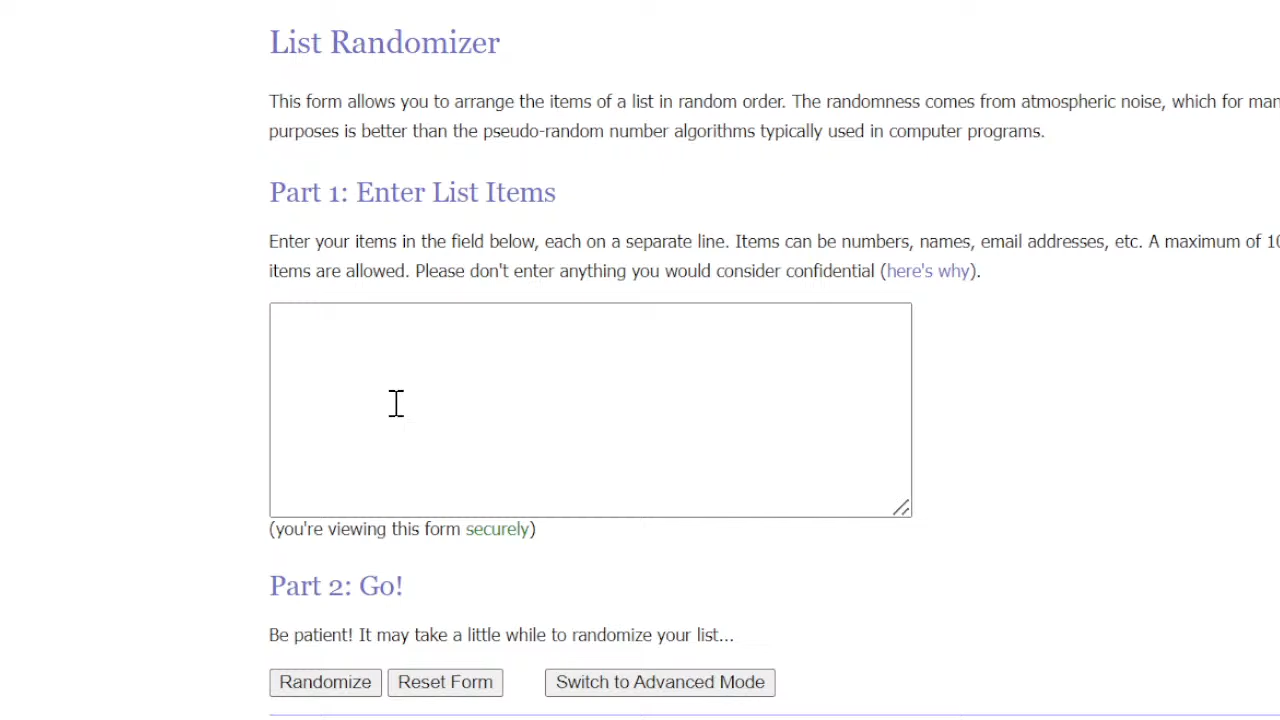 List Randomizer
This form allows you to arrange the items of a list in random order. The randomness comes from atmospheric noise, which for
purposes is better than the pseudo-random number algorithms typically used in computer programs.
Part 1: Enter List Items
Enter your items in the field below, each on a separate line. Items can be numbers, names, email addresses, etc. A maximum of
items are allowed. Please don't enter anything you would consider confidential (here's why).
(you're viewing this form securely)
Part 2: Go!
Be patient! It may take a little while to randomize your list...
Randomize Reset Form Switch to Advanced Mode